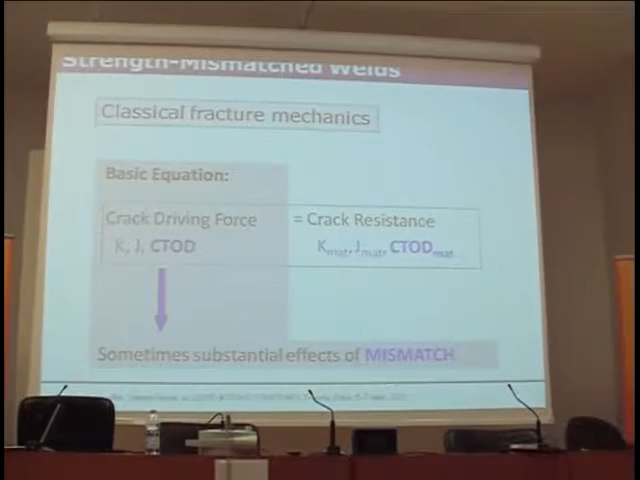 Strength-Mismatched Welds
Classical fracture mechanics
Basic Equation:
Crack Driving Force = Crack Resistance
K, J, CTOD Kmat, Jmat, CTODmat
Sometimes substantial effects of MISMATCH